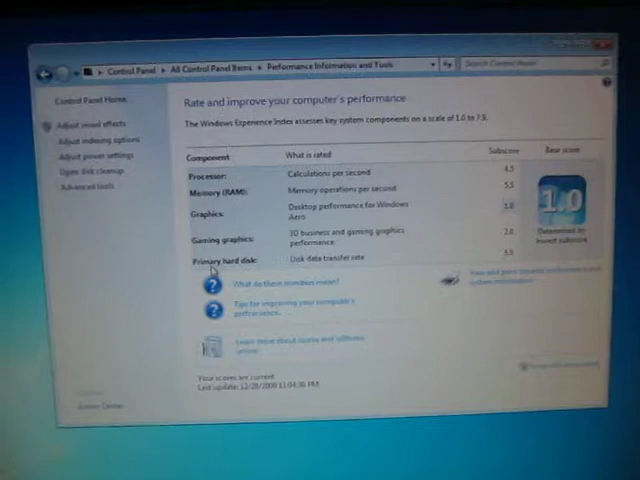 Control Panel ▸ All Control Panel Items ▸ Performance Information and Tools
Search Control Panel
Control Panel Home
Adjust visual effects
Adjust indexing options
Adjust power settings
Open disk cleanup
Advanced tools
Rate and improve your computer's performance
The Windows Experience Index assesses key system components on a scale of 1.0 to 7.9.
Component What is rated Subscore Base score
Processor: Calculations per second 4.5
Memory (RAM): Memory operations per second 5.5
Graphics: Desktop performance for Windows Aero 1.0
Gaming graphics: 3D business and gaming graphics performance
Primary hard disk: Disk data transfer rate
1.0
Determined by
lowest subscore
What do these numbers mean?
Tips for improving your computer's
performance.
View and print detailed performance and
system information
Learn more about scores and software
online
Your scores are current
Last update: 12/28/2008 11:04:30 PM
Action Center